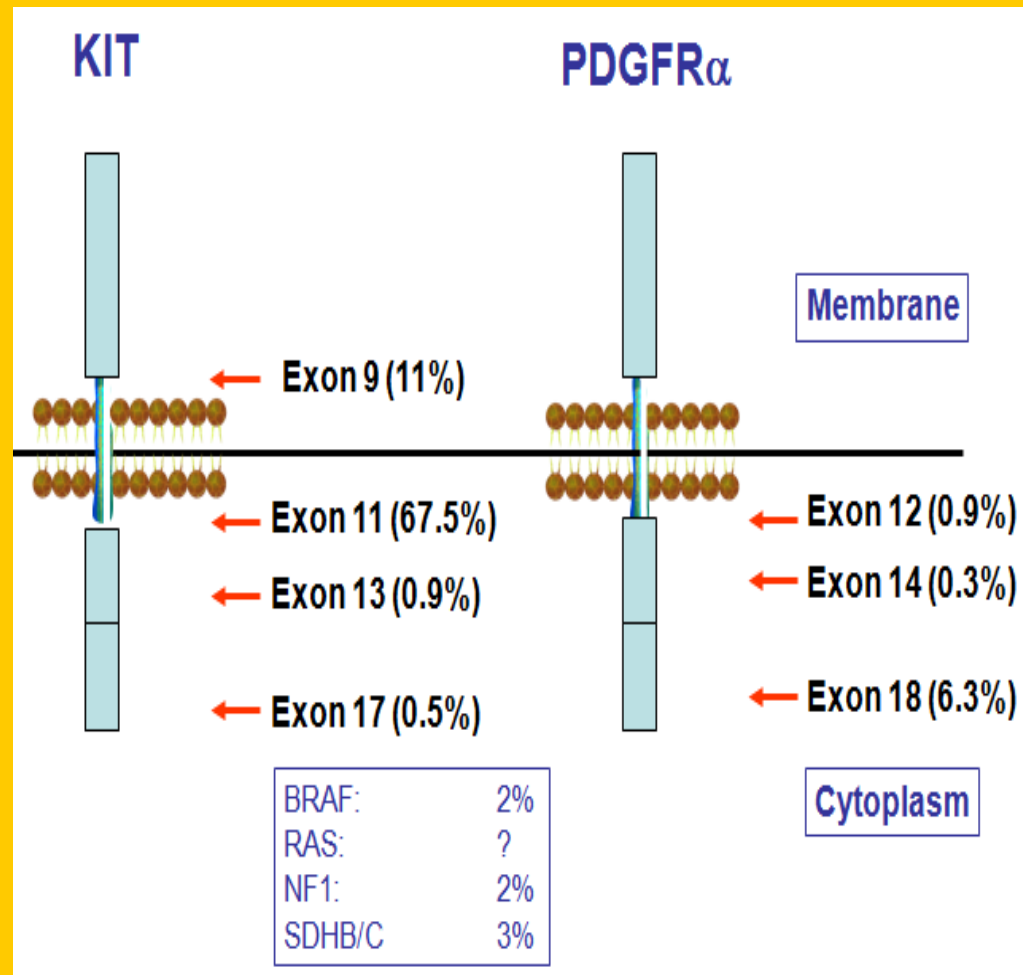 KIT
PDGFRα
Membrane
Exon 9 (11%)
Exon 11 (67.5%)
Exon 12 (0.9%)
Exon 13 (0.9%)
Exon 14 (0.3%)
Exon 17 (0.5%)
Exon 18 (6.3%)
BRAF: 2%
RAS: ?
NF1: 2%
SDHB/C 3%
Cytoplasm